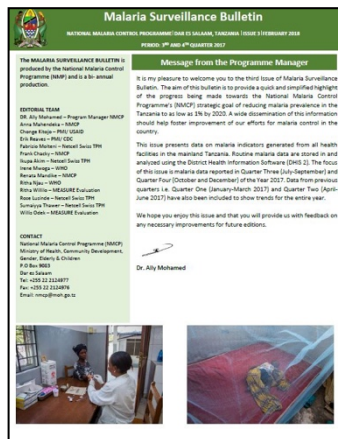 Malaria Surveillance Bulletin
NATIONAL MALARIA CONTROL PROGRAMME/ DAR ES SALAAM, TANZANIA / ISSUE 3 /FEBRUARY 2018
PERIOD: 3RD AND 4TH QUARTER 2017
The MALARIA SURVEILLANCE BULLETIN is
produced by the National Malaria Control
Programme (NMP) and is a bi- annual
production.
EDITORIAL TEAM
DR. Ally Mohamed – Program Manager NMCP
Anna Mahendeka – NMCP
Chonge Kitojo – PMI/ USAID
Erik Reaves – PMI/ CDC
Fabrizio Molteni – Netcell Swiss TPH
Frank Chacky – NMCP
Ikupa Akim – Netcell Swiss TPH
Irene Mwoga – WHO
Renata Mandike – NMCP
Ritha Njau – WHO
Ritha Willilo – MEASURE Evaluation
Rose Lucinde – Netcell Swiss TPH
Sumaiyya Thawer – Netcell Swiss TPH
Willis Odek – MEASURE Evaluation
CONTACT
National Malaria Control Programme (NMCP)
Ministry of Health, Community Development,
Gender, Elderly & Children
P.O Box 9083
Dar es Salaam
Tel: +255 22 2124977
Fax: +255 22 2124976
Email: nmcp@moh.go.tz
Message from the Programme Manager
It is my pleasure to welcome you to the third Issue of Malaria Surveillance
Bulletin. The aim of this bulletin is to provide a quick and simplified highlight
of the progress being made towards the National Malaria Control
Programme's (NMCP) strategic goal of reducing malaria prevalence in the
Tanzania to as low as 1% by 2020. A wide dissemination of this information
should help foster improvement of our efforts for malaria control in the
country.
This issue presents data on malaria indicators generated from all health
facilities in the mainland Tanzania. Routine malaria data are stored in and
analyzed using the District Health Information Software (DHIS 2). The focus
of this issue is malaria data reported in Quarter Three (July-September) and
Quarter Four (October and December) of the Year 2017. Data from previous
quarters i.e. Quarter One (January-March 2017) and Quarter Two (April-
June 2017) have also been included to show trends for the entire year.
We hope you enjoy this issue and that you will provide us with feedback on
any necessary improvements for future editions.
Dr. Ally Mohamed